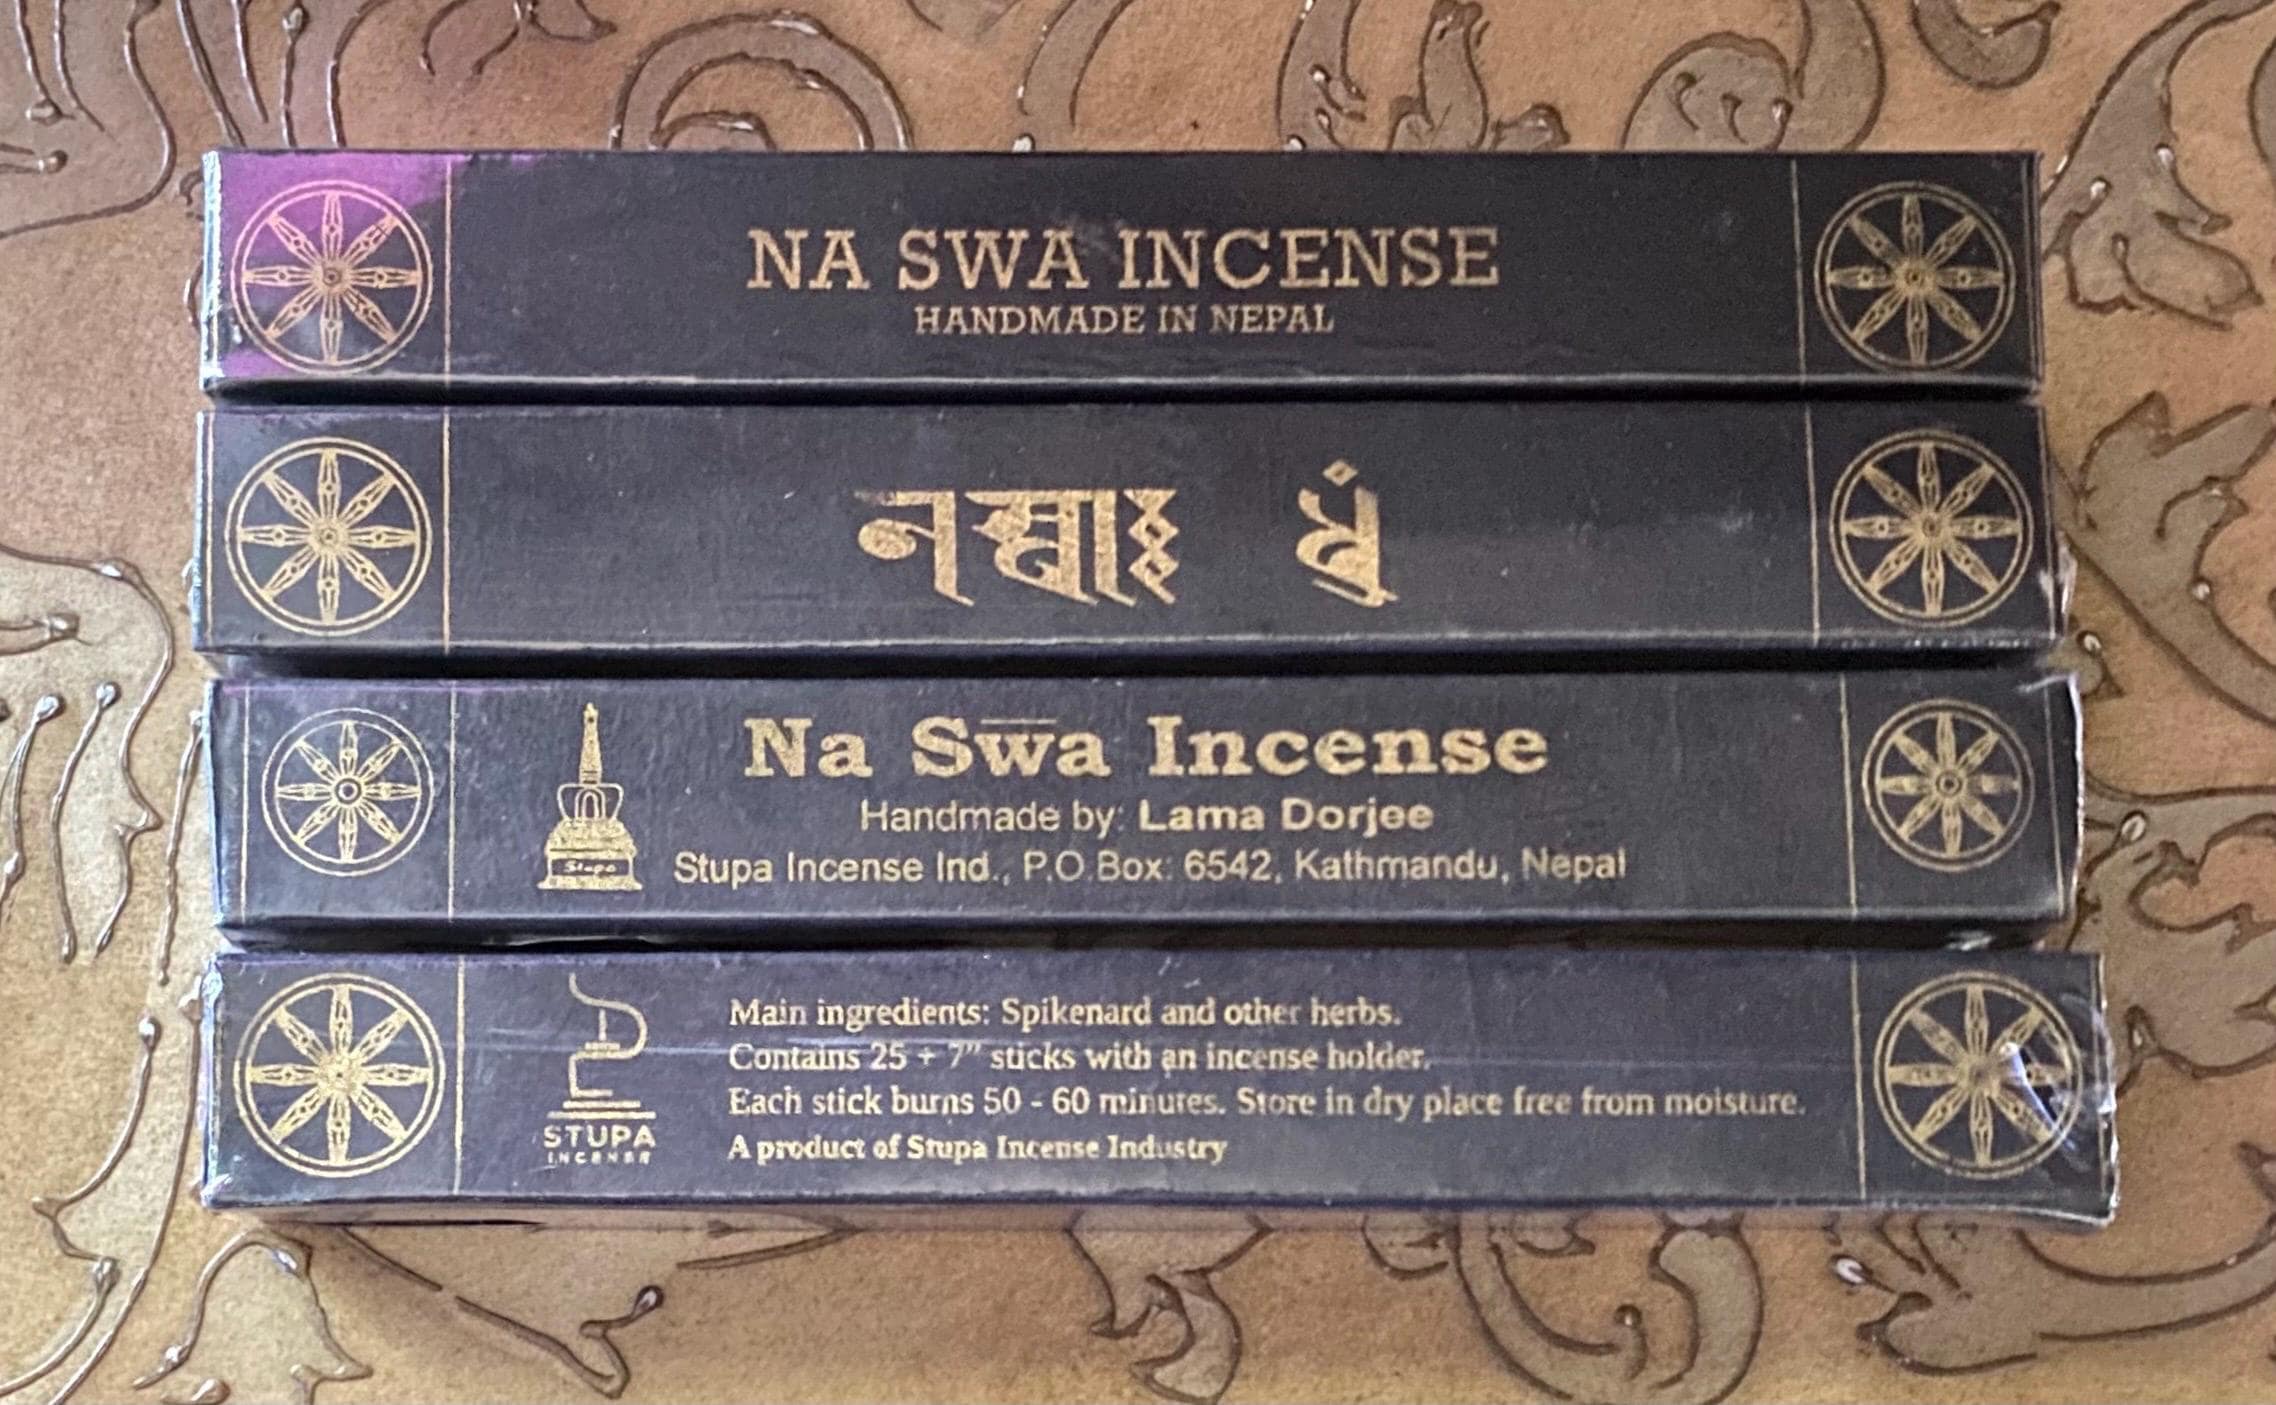 NA SWA INCENSE
HANDMADE IN NEPAL
नस्वाः धुं
Na Swa Incense
Handmade by: Lama Dorjee
Stupa
Stupa Incense Ind., P.O.Box: 6542, Kathmandu, Nepal
Main ingredients: Spikenard and other herbs.
Contains 25 + 7" sticks with an incense holder.
Each stick burns 50 - 60 minutes. Store in dry place free from moisture.
STUPA
INCENSE
A product of Stupa Incense Industry